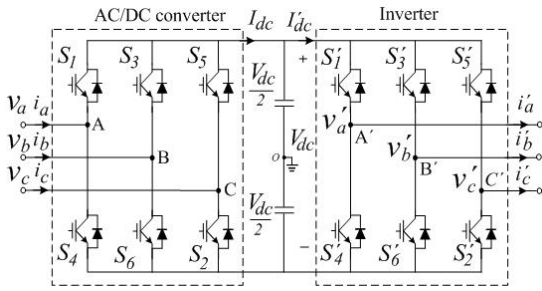 AC/DC converter I_dc I'_dc Inverter
S_1 S_3 S_5 + S'_1 S'_3 S'_5
V_dc/2
v_a i_a A v'_a A' i'_a
v_b i_b B o V_dc v'_b B' i'_b
v_c i_c C v'_c C' i'_c
V_dc/2
S_4 S_6 S_2 − S'_4 S'_6 S'_2